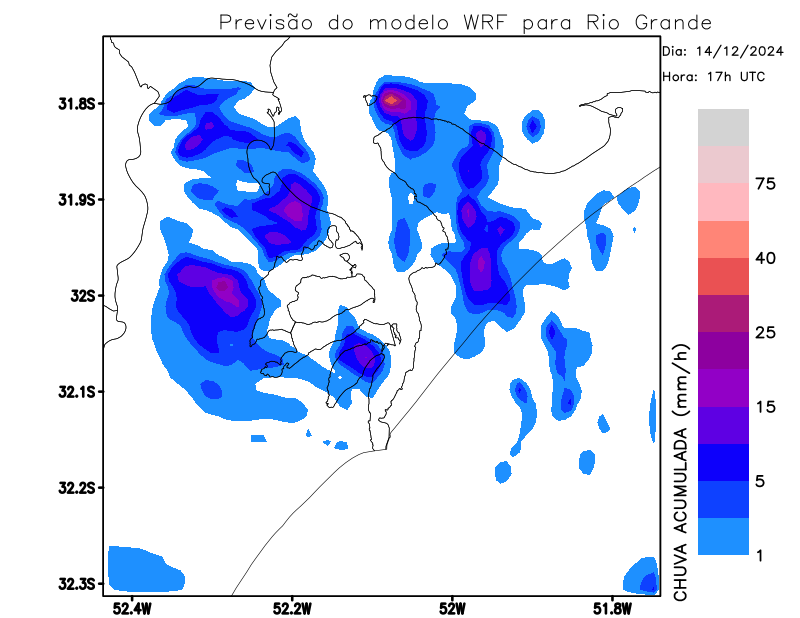 Previsão do modelo WRF para Rio Grande
Dia: 14/12/2024
Hora: 17h UTC
31.8S
31.9S
32S
32.1S
32.2S
32.3S
52.4W
52.2W
52W
51.8W
75
40
25
15
5
1
CHUVA ACUMULADA (mm/h)